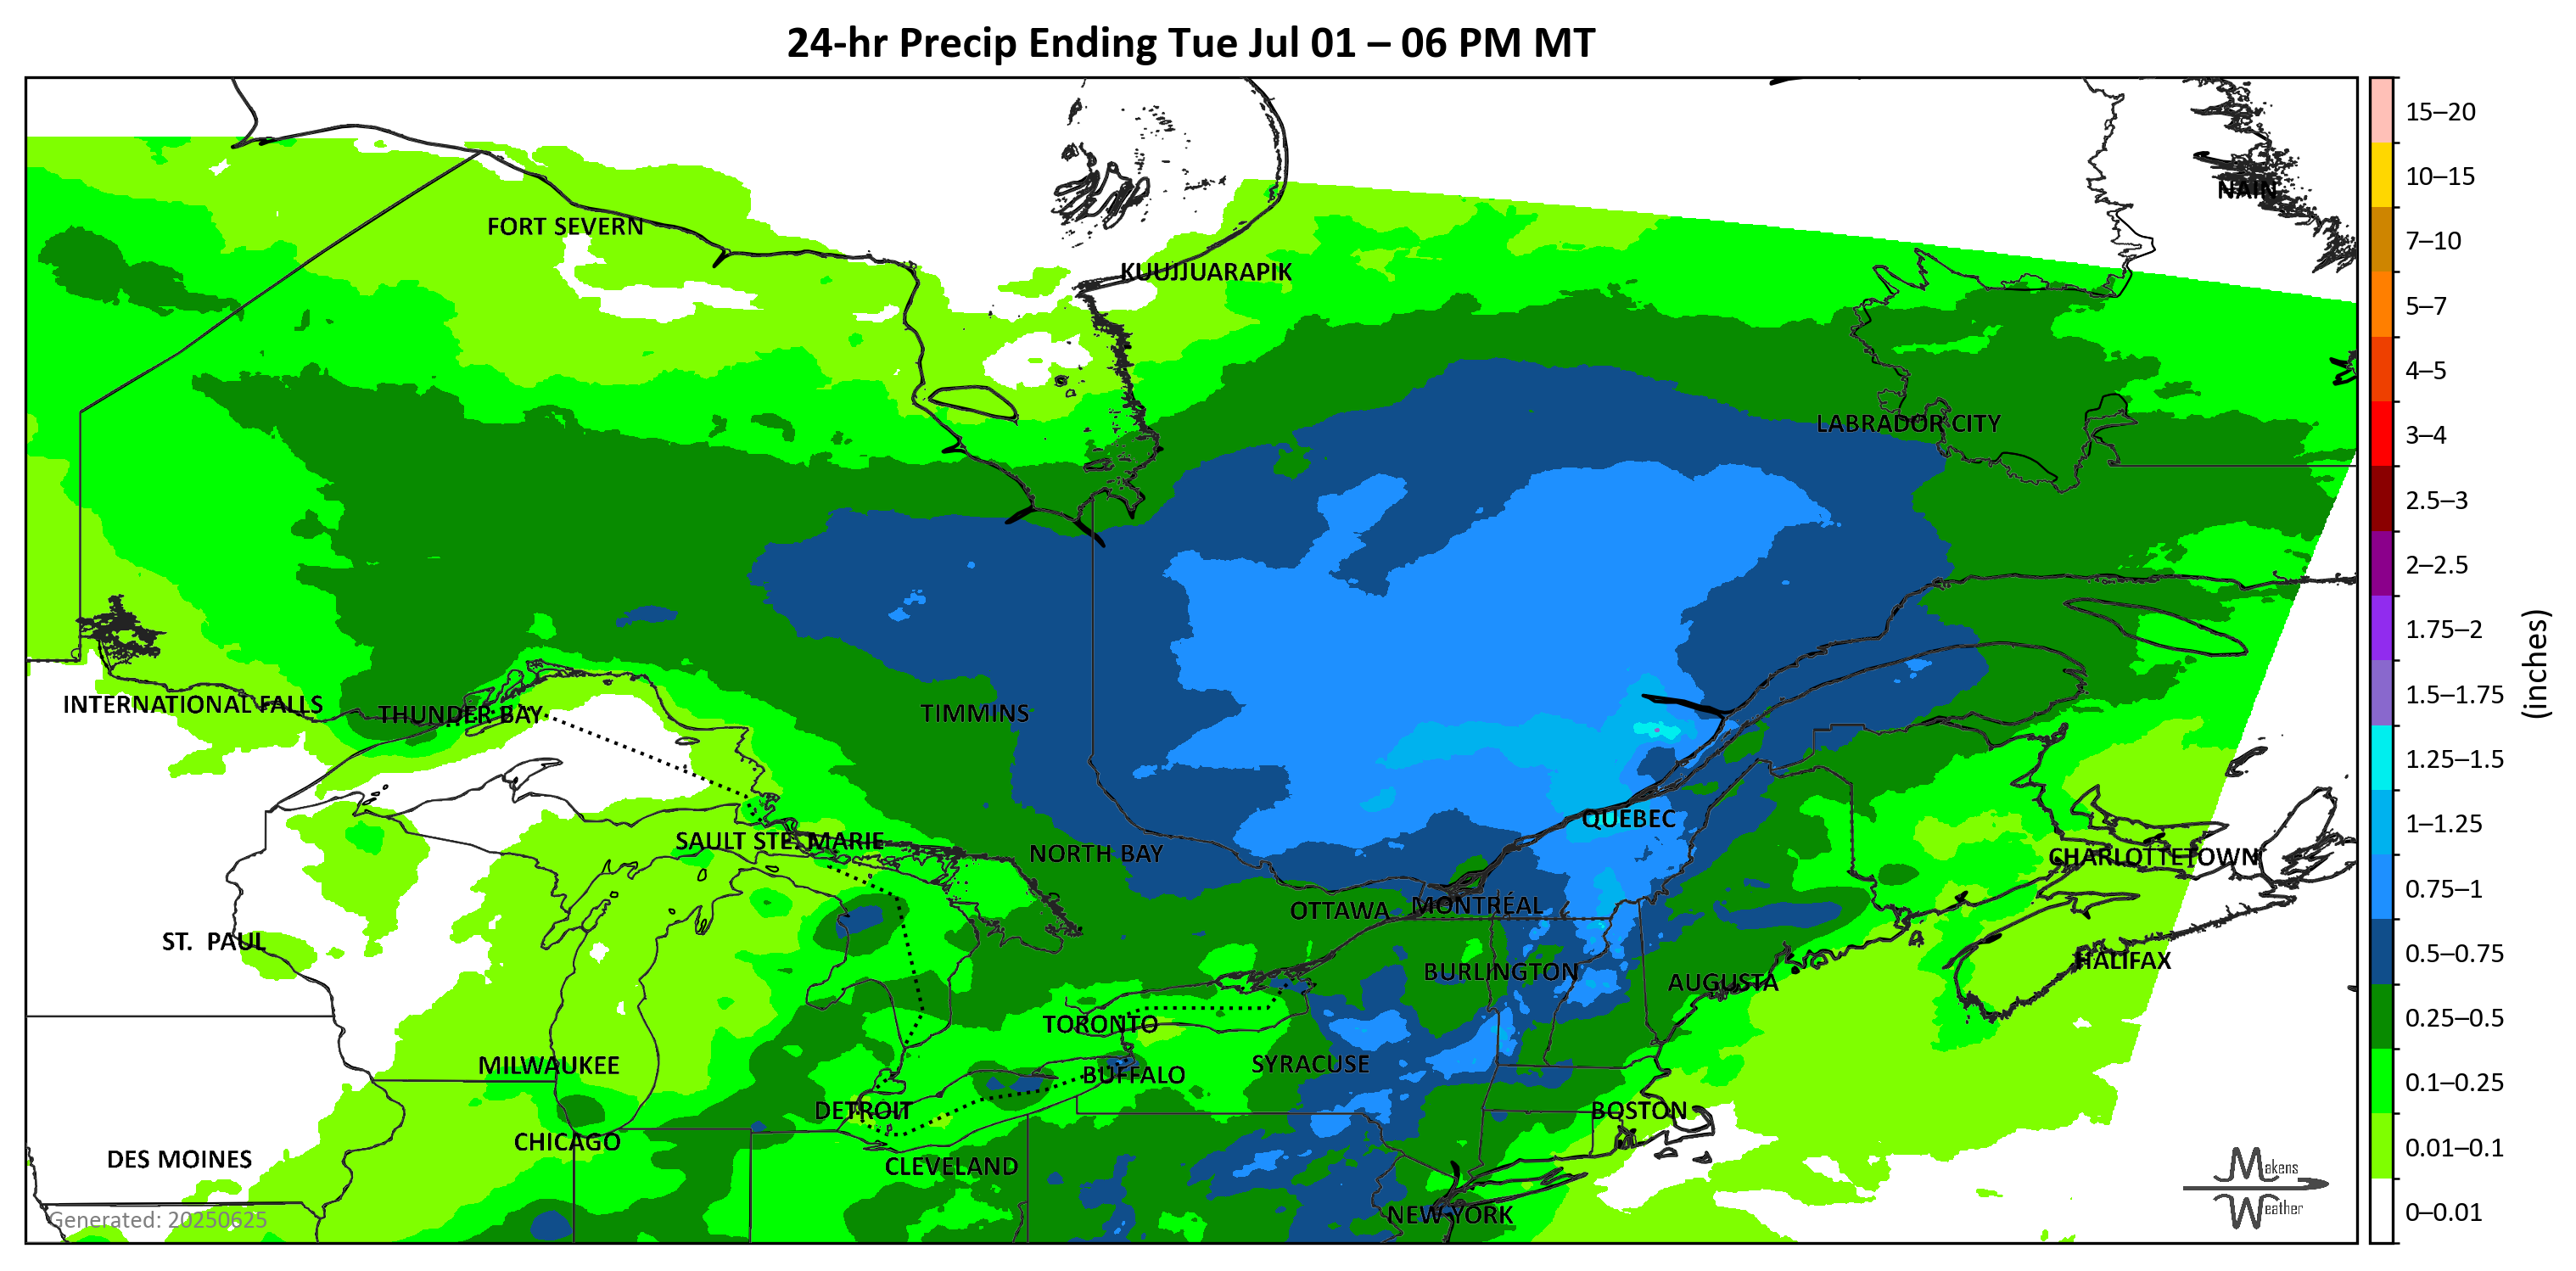 24-hr Precip Ending Tue Jul 01 – 06 PM MT
15–20
10–15
NAIN
FORT SEVERN
7–10
KUUJJUARAPIK
5–7
4–5
LABRADOR CITY
3–4
2.5–3
2–2.5
1.75–2
(inches)
1.5–1.75
INTERNATIONAL FALLS
THUNDER BAY
TIMMINS
1.25–1.5
QUÉBEC
1–1.25
SAULT STE. MARIE
NORTH BAY
CHARLOTTETOWN
0.75–1
OTTAWA
MONTRÉAL
ST. PAUL
0.5–0.75
BURLINGTON
AUGUSTA
HALIFAX
TORONTO
0.25–0.5
MILWAUKEE
BUFFALO
SYRACUSE
0.1–0.25
DETROIT
BOSTON
CHICAGO
0.01–0.1
DES MOINES
CLEVELAND
Makens
Weather
Generated: 20250625
NEW YORK
0–0.01